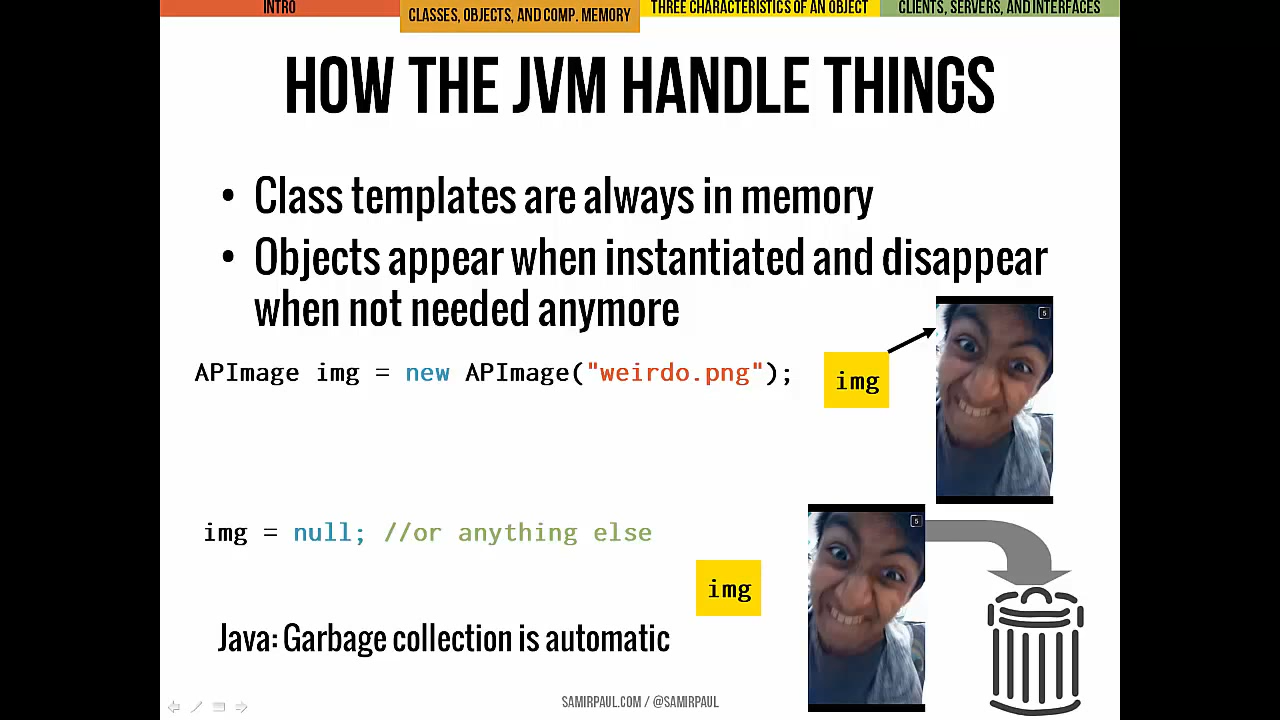 INTRO
CLASSES, OBJECTS, AND COMP. MEMORY
THREE CHARACTERISTICS OF AN OBJECT
CLIENTS, SERVERS, AND INTERFACES
HOW THE JVM HANDLE THINGS
• Class templates are always in memory
• Objects appear when instantiated and disappear
when not needed anymore
5
APImage img = new APImage("weirdo.png");
img
5
img = null; //or anything else
img
Java: Garbage collection is automatic
SAMIRPAUL.COM / @SAMIRPAUL